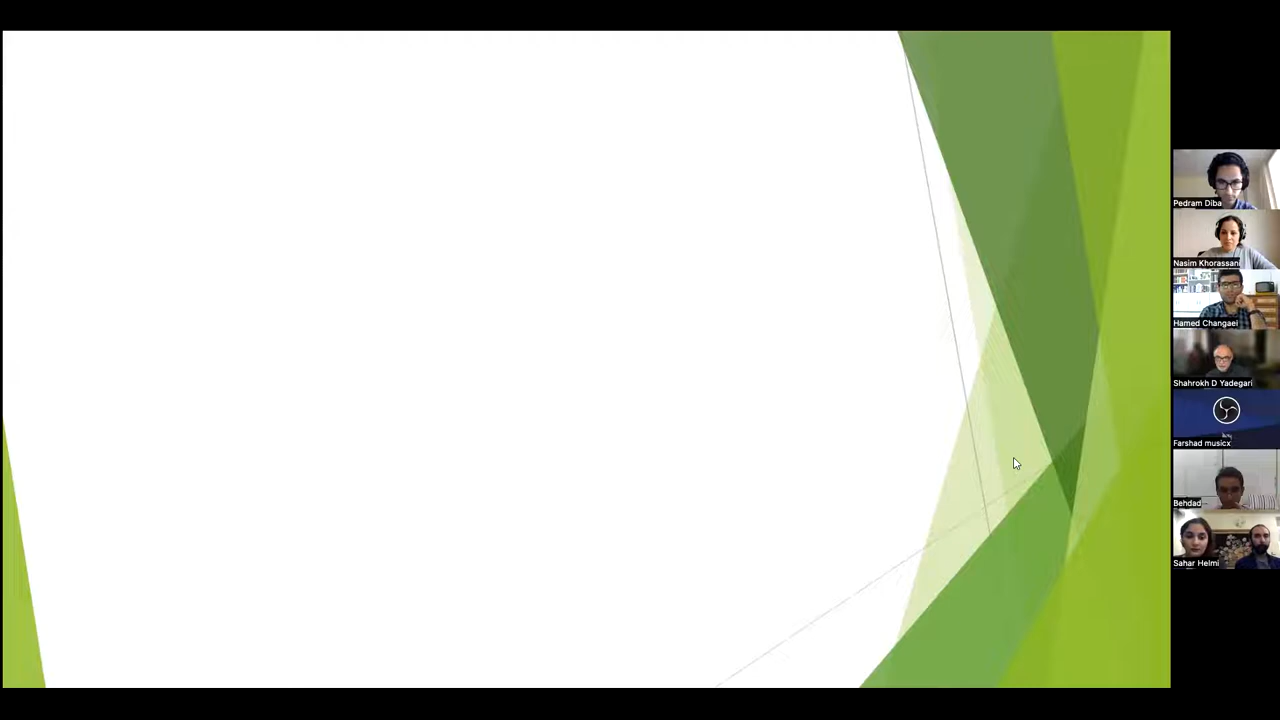 Pedram Diba
Nasim Khorassani
Hamed Changaei
Shahrokh D Yadegari
Farshad musicx
Behdad
Sahar Helmi